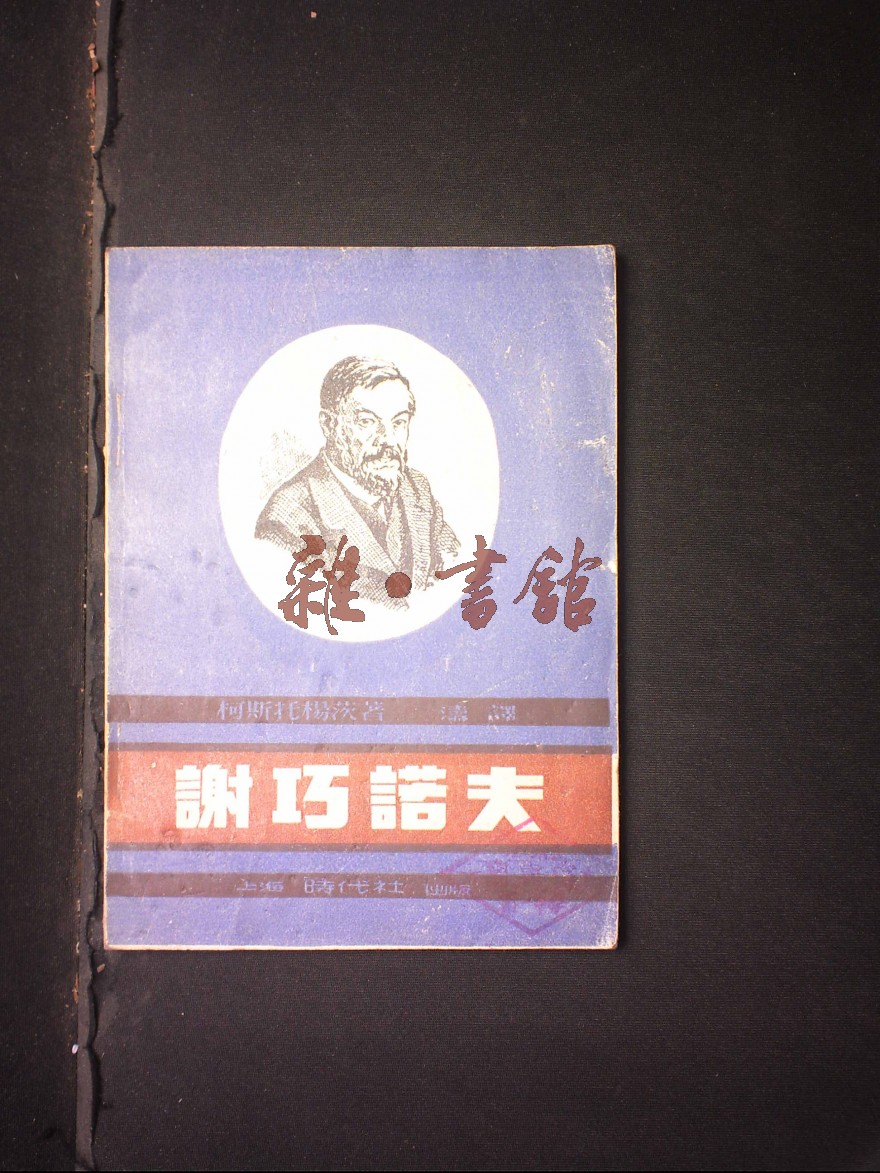 雜·書館
柯斯托楊茨著 濤譯
謝巧諾夫
上海 時代社 出版